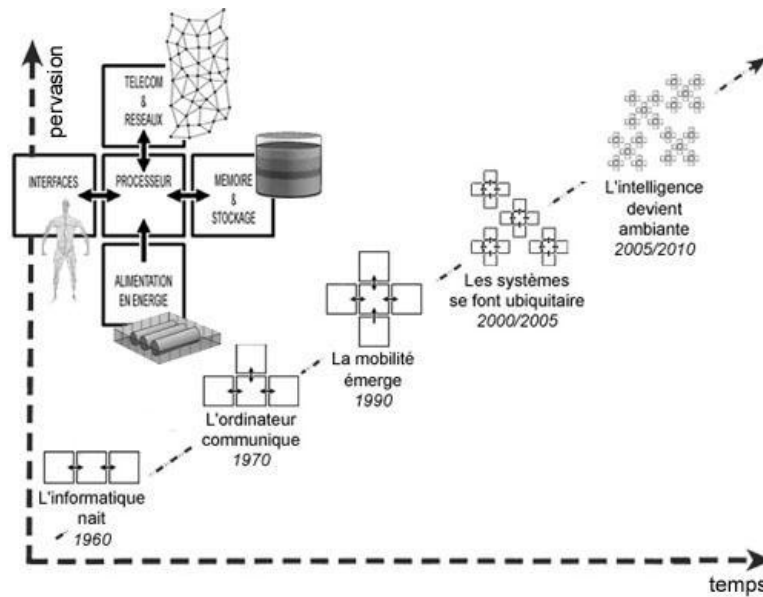 pervasion
TELECOM
&
RESEAUX
INTERFACES
PROCESSEUR
MEMOIRE
&
STOCKAGE
ALIMENTATION
EN ENERGIE
L'informatique
nait
1960
L'ordinateur
communique
1970
La mobilité
émerge
1990
Les systèmes
se font ubiquitaire
2000/2005
L'intelligence
devient
ambiante
2005/2010
temps